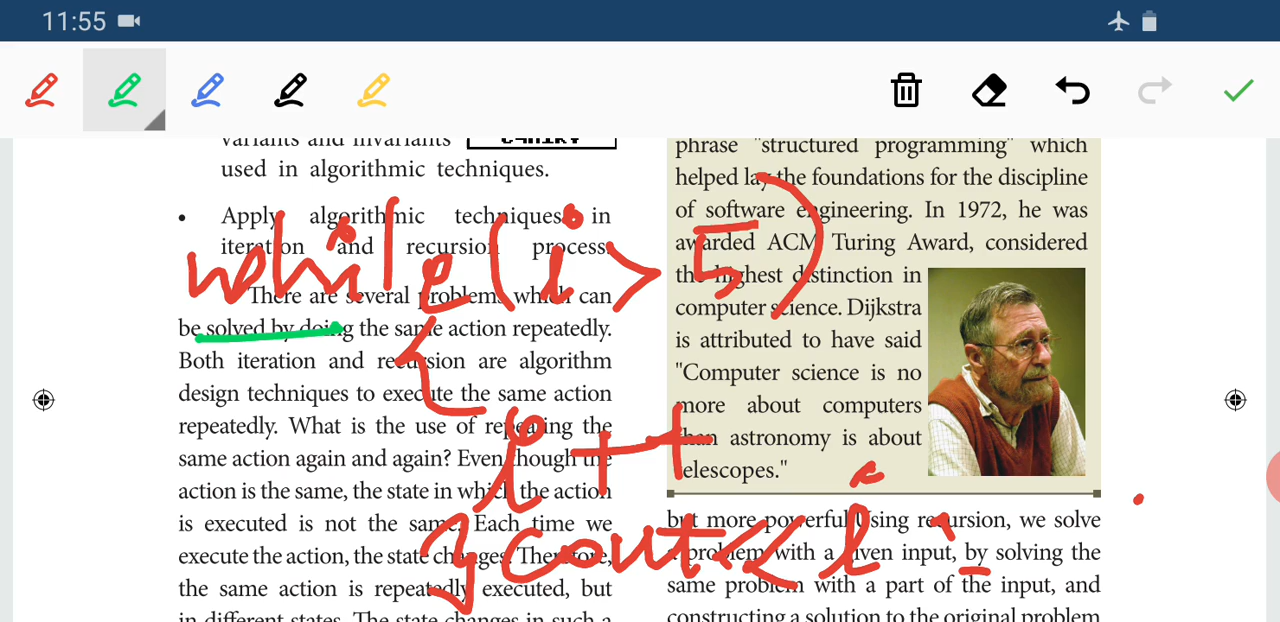 11:55
variants and invariants
used in algorithmic techniques.
• Apply algorithmic techniques in
iteration and recursion process.
There are several problems which can
be solved by doing the same action repeatedly.
Both iteration and recursion are algorithm
design techniques to execute the same action
repeatedly. What is the use of repeating the
same action again and again? Even though the
action is the same, the state in which the action
is executed is not the same. Each time we
execute the action, the state changes. Therefore,
the same action is repeatedly executed, but
in different states. The state changes in such a
phrase "structured programming" which
helped lay the foundations for the discipline
of software engineering. In 1972, he was
awarded ACM Turing Award, considered
the highest distinction in
computer science. Dijkstra
is attributed to have said
"Computer science is no
more about computers
than astronomy is about
telescopes."
but more powerful. Using recursion, we solve
a problem with a given input, by solving the
same problem with a part of the input, and
constructing a solution to the original problem
while(i>5)
{
i++
}cout<<i;